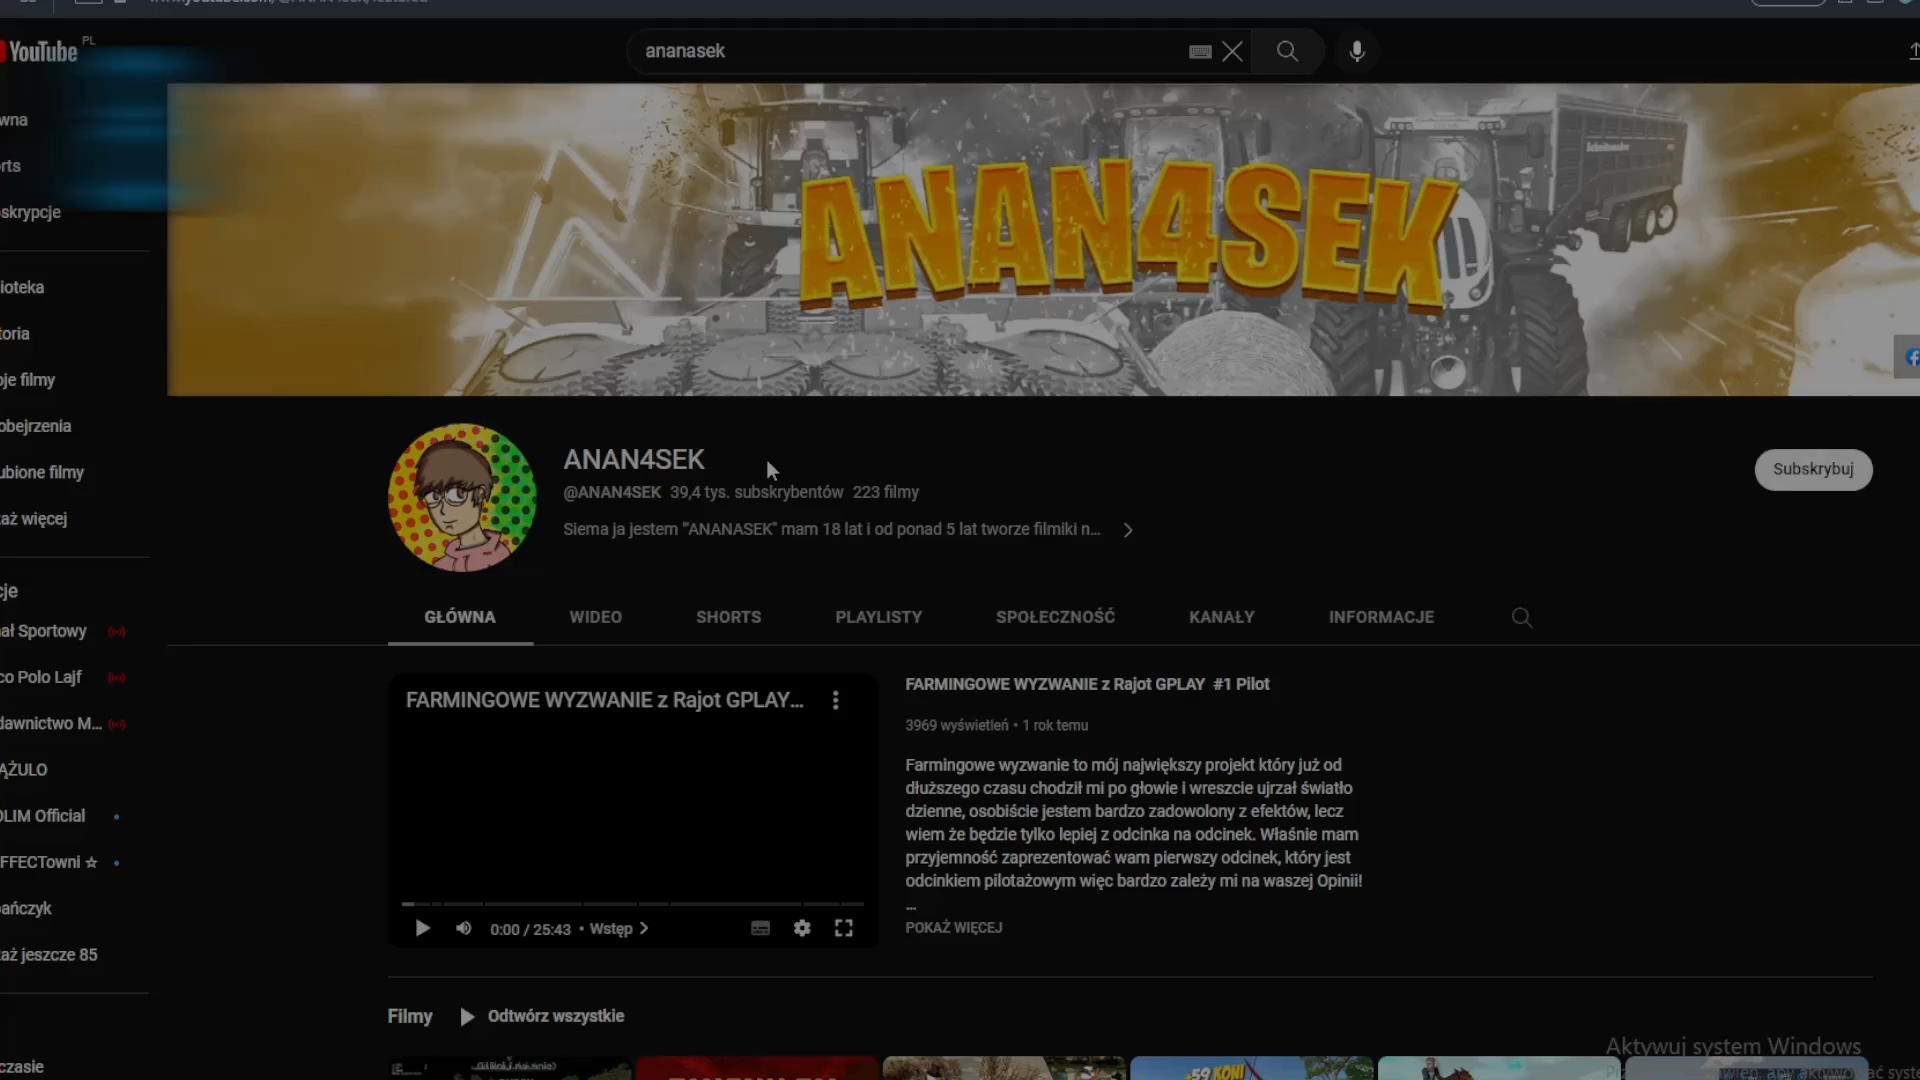 YouTube PL
ananasek
wna
rts
skrypcje
ioteka
toria
je filmy
obejrzenia
ubione filmy
aż więcej
cje
ał Sportowy
co Polo Lajf
dawnictwo M...
ĄŻULO
OLIM Official
FFECTowni ☆
pańczyk
aż jeszcze 85
czasie
ANAN4SEK
ANAN4SEK
@ANAN4SEK 39,4 tys. subskrybentów 223 filmy
Siema ja jestem "ANANASEK" mam 18 lat i od ponad 5 lat tworze filmiki n...
Subskrybuj
GŁÓWNA WIDEO SHORTS PLAYLISTY SPOŁECZNOŚĆ KANAŁY INFORMACJE
FARMINGOWE WYZWANIE z Rajot GPLAY...
0:00 / 25:43 • Wstęp
FARMINGOWE WYZWANIE z Rajot GPLAY #1 Pilot
3969 wyświetleń • 1 rok temu
Farmingowe wyzwanie to mój największy projekt który już od
dłuższego czasu chodził mi po głowie i wreszcie ujrzał światło
dzienne, osobiście jestem bardzo zadowolony z efektów, lecz
wiem że będzie tylko lepiej z odcinka na odcinek. Właśnie mam
przyjemność zaprezentować wam pierwszy odcinek, który jest
odcinkiem pilotażowym więc bardzo zależy mi na waszej Opinii!
...
POKAŻ WIĘCEJ
Filmy Odtwórz wszystkie
+59 KONI
Aktywuj system Windows